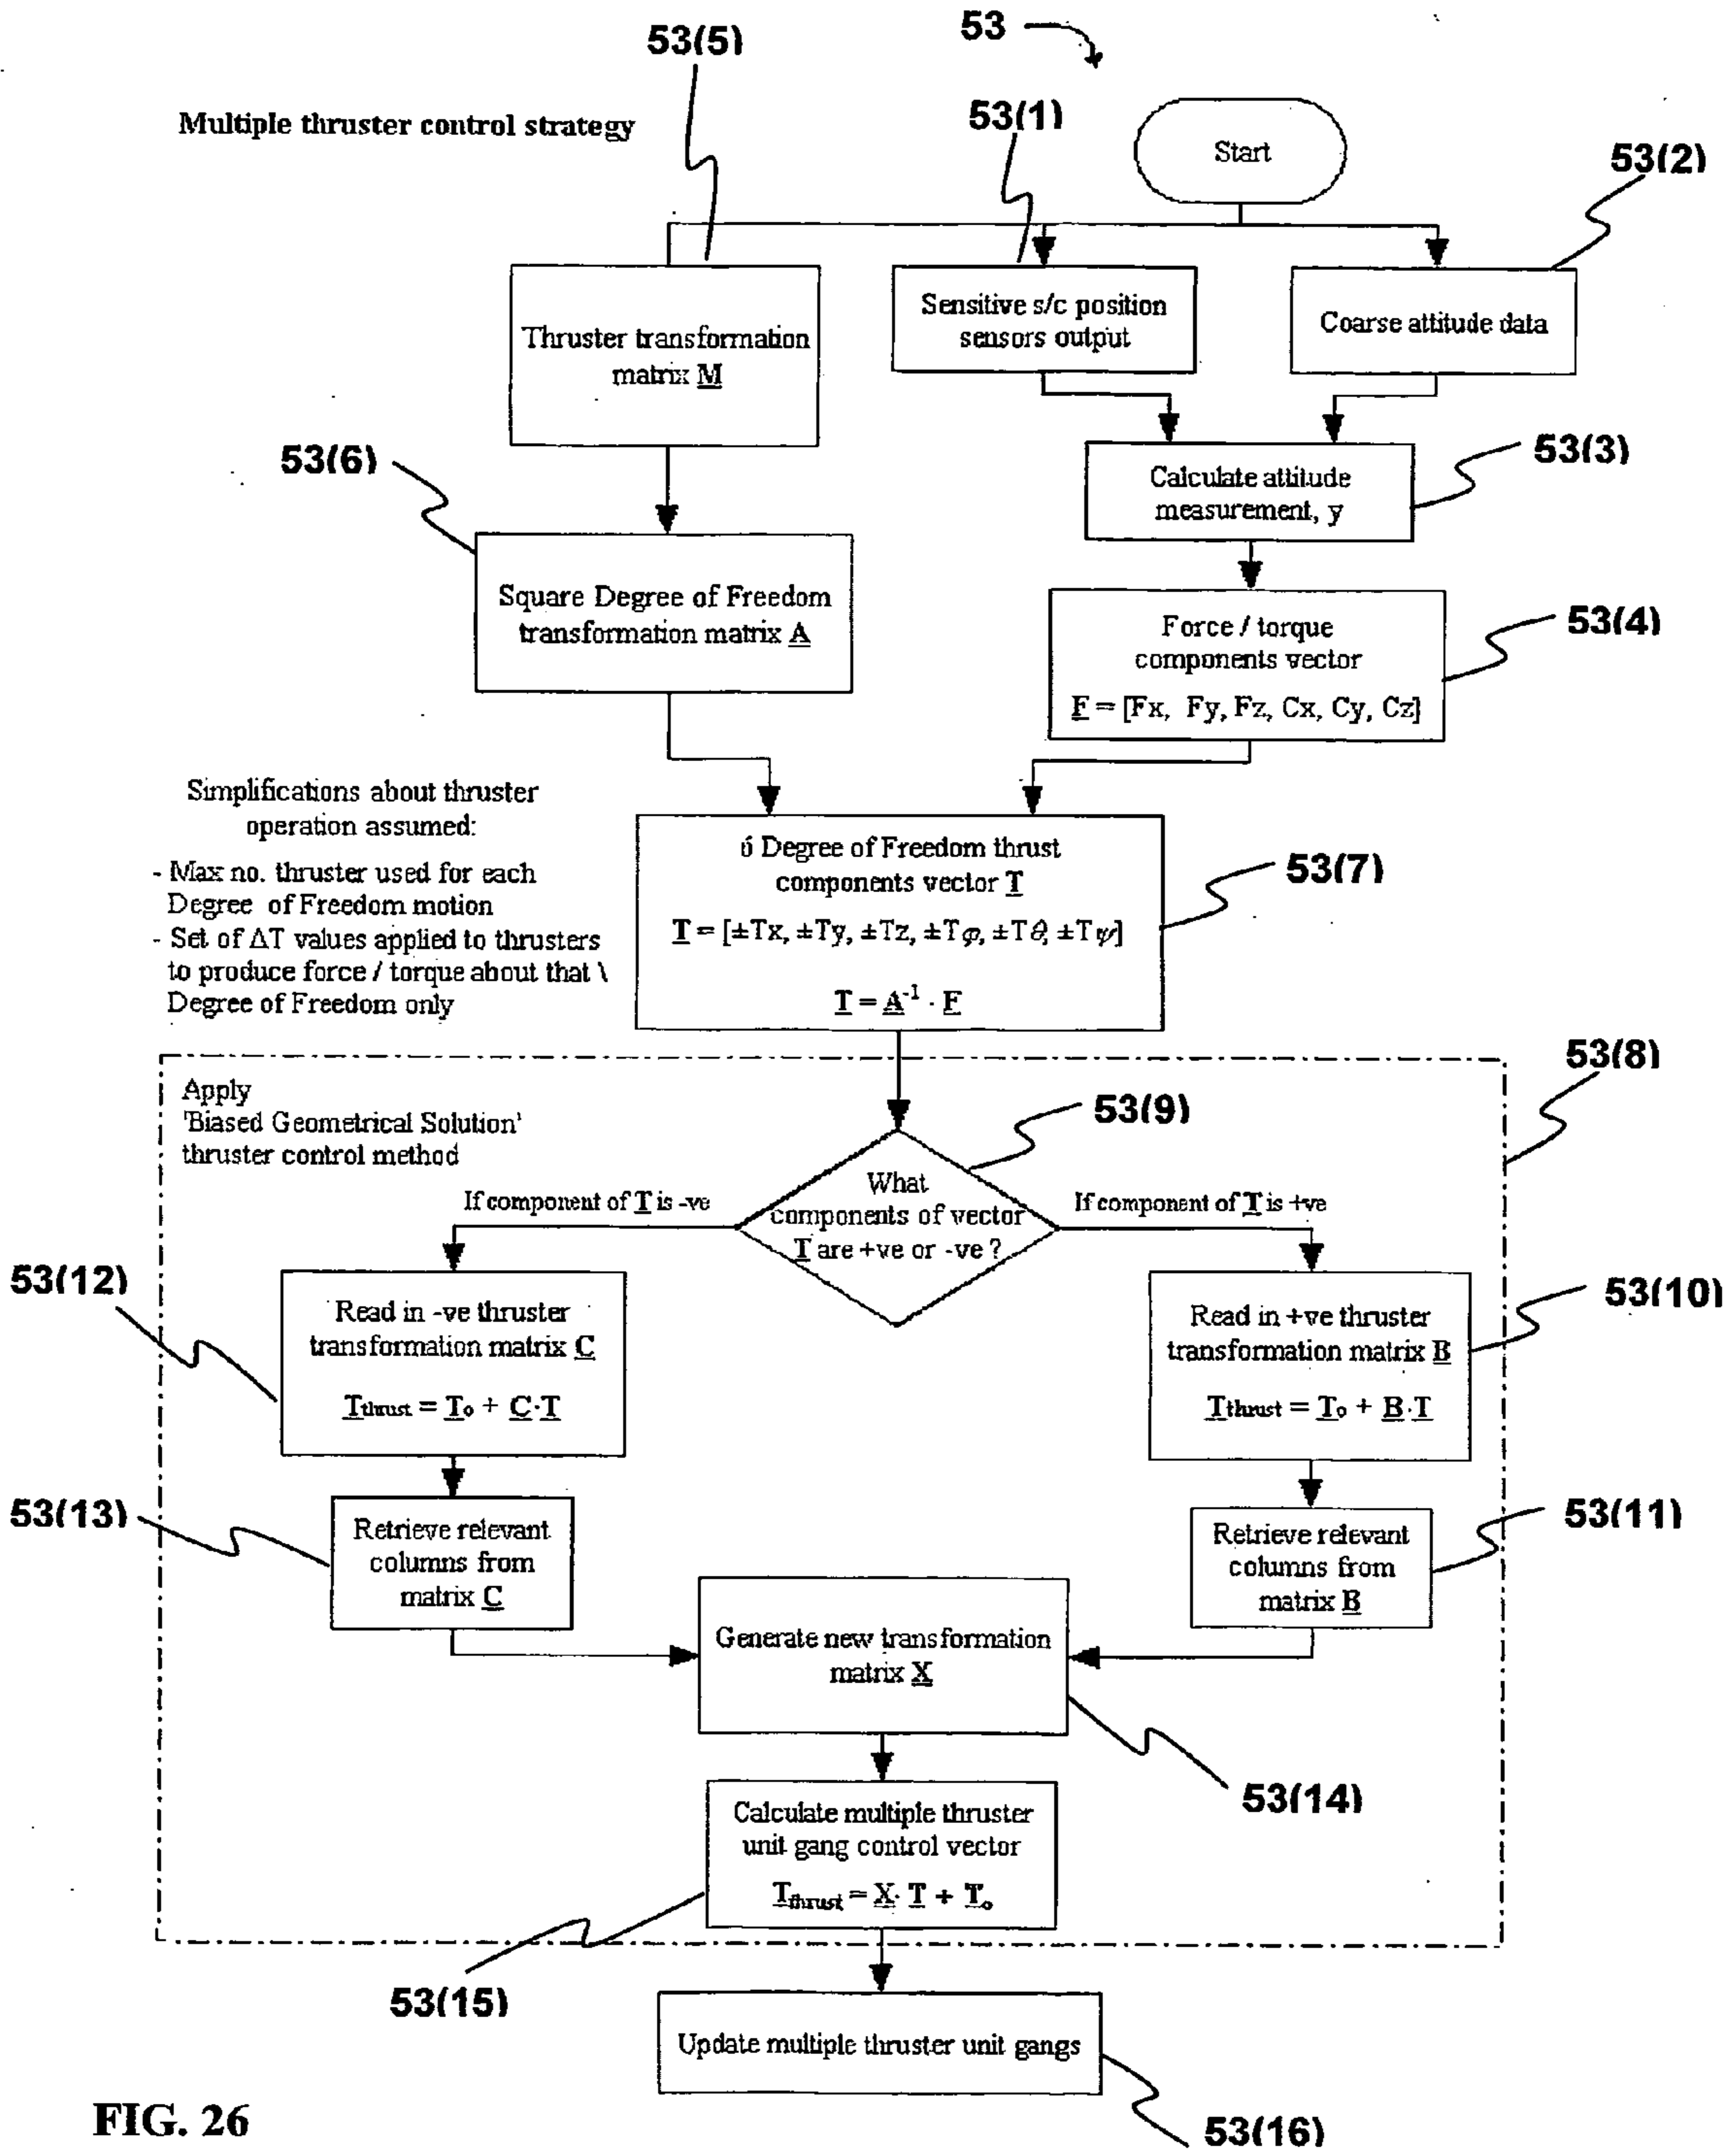 53
53(5)
53(1)
53(2)
Multiple thruster control strategy
Start
Thruster transformation
matrix M
Sensitive s/c position
sensors output
Coarse attitude data
53(6)
53(3)
Calculate attitude
measurement, y
Square Degree of Freedom
transformation matrix A
53(4)
Force / torque
components vector
F = [Fx, Fy, Fz, Cx, Cy, Cz]
Simplifications about thruster
operation assumed:
- Max no. thruster used for each
Degree of Freedom motion
- Set of ΔT values applied to thrusters
to produce force / torque about that \
Degree of Freedom only
53(7)
6 Degree of Freedom thrust
components vector T
T = [±Tx, ±Ty, ±Tz, ±Tφ, ±Tθ, ±Tψ]
T = A⁻¹ · F
53(8)
Apply
'Biased Geometrical Solution'
thruster control method
53(9)
What
components of vector
T are +ve or -ve ?
If component of T is -ve
If component of T is +ve
53(12)
53(10)
Read in -ve thruster
transformation matrix C
Tthrust = To + C·T
Read in +ve thruster
transformation matrix B
Tthrust = To + B·T
53(13)
53(11)
Retrieve relevant
columns from
matrix C
Retrieve relevant
columns from
matrix B
Generate new transformation
matrix X
53(14)
Calculate multiple thruster
unit gang control vector
Tthrust = X· T + To
53(15)
Update multiple thruster unit gangs
53(16)
FIG. 26